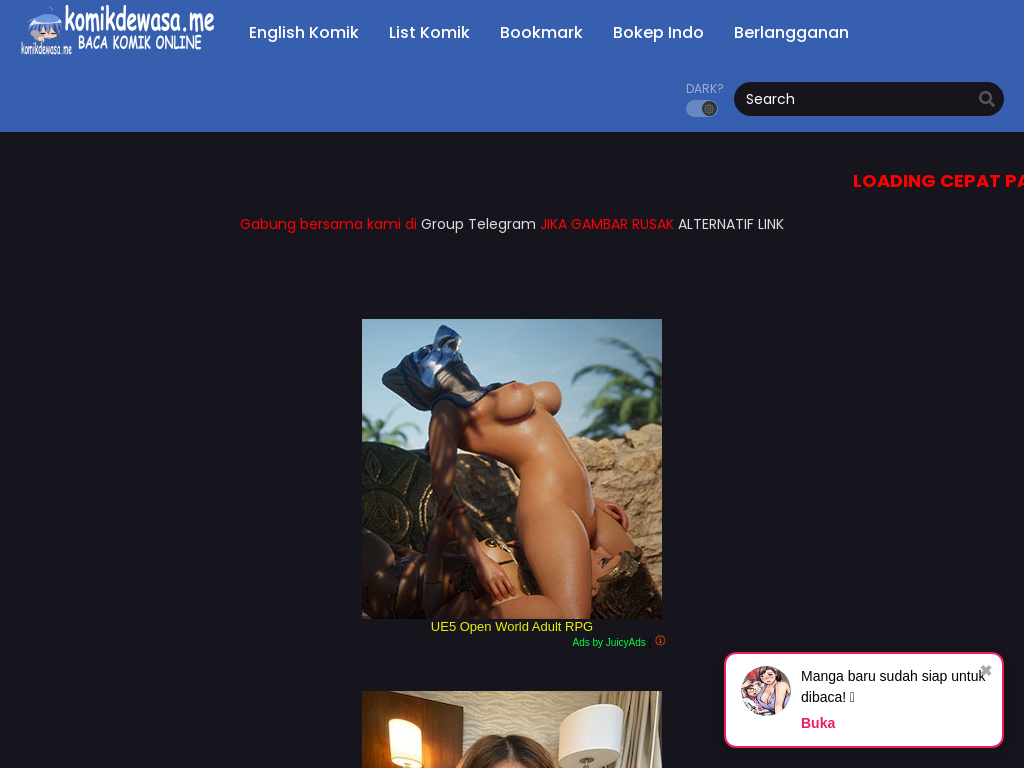 komikdewasa.me
BACA KOMIK ONLINE
komikdewasa.me
English Komik
List Komik
Bookmark
Bokep Indo
Berlangganan
DARK?
Search
LOADING CEPAT PA
Gabung bersama kami di Group Telegram JIKA GAMBAR RUSAK ALTERNATIF LINK
UE5 Open World Adult RPG
Ads by JuicyAds
Manga baru sudah siap untuk
dibaca!
Buka